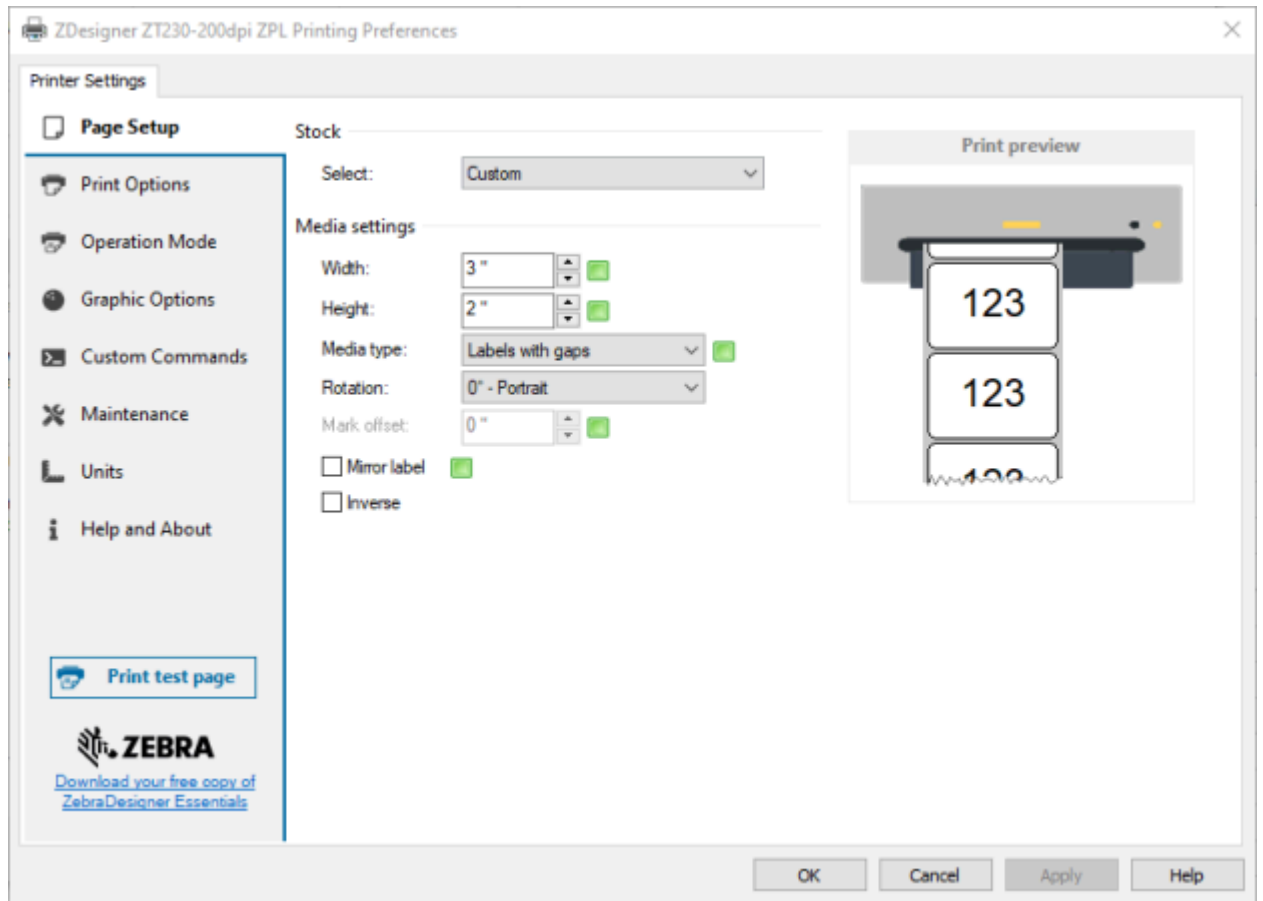 ZDesigner ZT230-200dpi ZPL Printing Preferences
Printer Settings
Page Setup
Print Options
Operation Mode
Graphic Options
Custom Commands
Maintenance
Units
Help and About
Print test page
ZEBRA
Download your free copy of
ZebraDesigner Essentials
Stock
Select: Custom
Media settings
Width: 3 "
Height: 2 "
Media type: Labels with gaps
Rotation: 0° - Portrait
Mark offset: 0 "
Mirror label
Inverse
Print preview
123
123
123
OK Cancel Apply Help